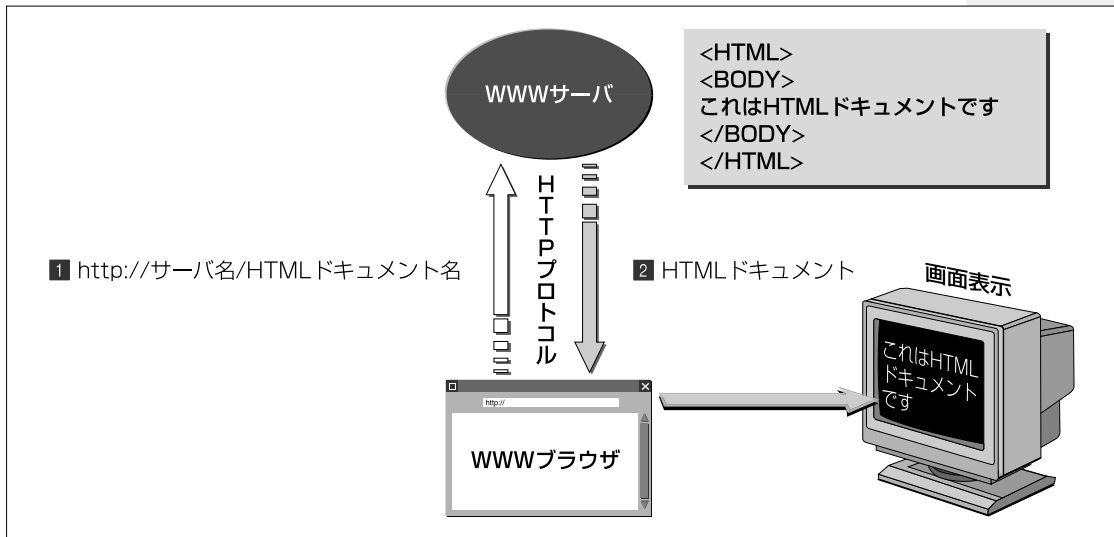 WWWサーバ
<HTML>
<BODY>
これはHTMLドキュメントです
</BODY>
</HTML>
HTTPプロトコル
1 http://サーバ名/HTMLドキュメント名
2 HTMLドキュメント
画面表示
これはHTML
ドキュメント
です
http://
WWWブラウザ